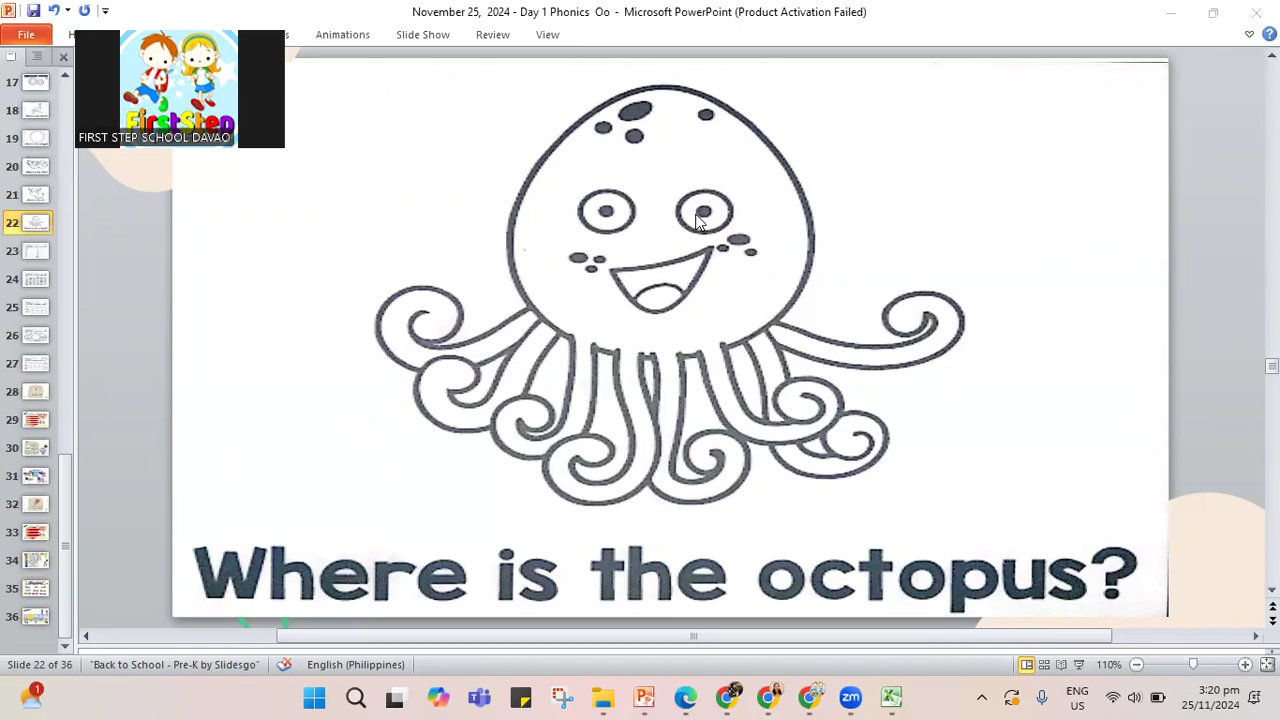 November 25, 2024 - Day 1 Phonics Oo - Microsoft PowerPoint (Product Activation Failed)
File
Animations
Slide Show
Review
View
FirstStep
FIRST STEP SCHOOL DAVAO
17
18
19
20
21
22
23
24
25
26
27
28
29
30
31
32
33
34
35
36
Where is the octopus?
Slide 22 of 36
"Back to School - Pre-K by Slidesgo"
English (Philippines)
110%
1
zm
ENG
US
3:20 pm
25/11/2024